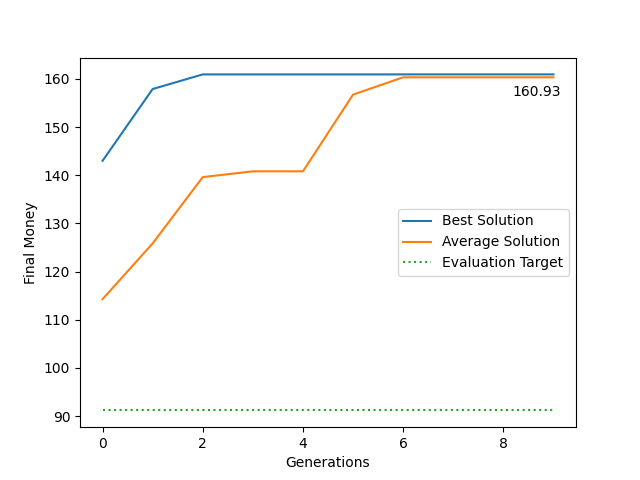 160
150
140
130
120
110
100
90
Final Money
160.93
Best Solution
Average Solution
Evaluation Target
0 2 4 6 8
Generations